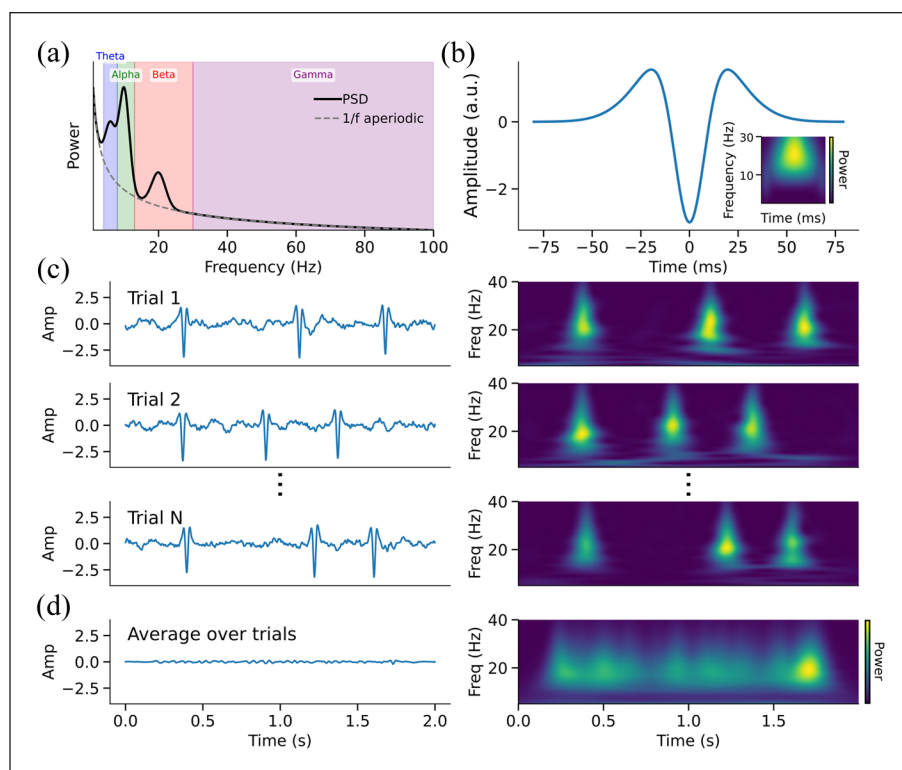 (a)
Theta
Alpha
Beta
Gamma
PSD
1/f aperiodic
Power
20
40
60
80
100
Frequency (Hz)
(b)
Amplitude (a.u.)
0
−2
−75
−50
−25
0
25
50
75
Time (ms)
Frequency (Hz)
30
10
Time (ms)
Power
(c)
Trial 1
Amp
2.5
0.0
−2.5
Freq (Hz)
40
20
Trial 2
Amp
2.5
0.0
−2.5
Freq (Hz)
40
20
Trial N
Amp
2.5
0.0
−2.5
Freq (Hz)
40
20
(d)
Average over trials
Amp
2.5
0.0
−2.5
0.0
0.5
1.0
1.5
2.0
Time (s)
Freq (Hz)
40
20
0.0
0.5
1.0
1.5
Time (s)
Power